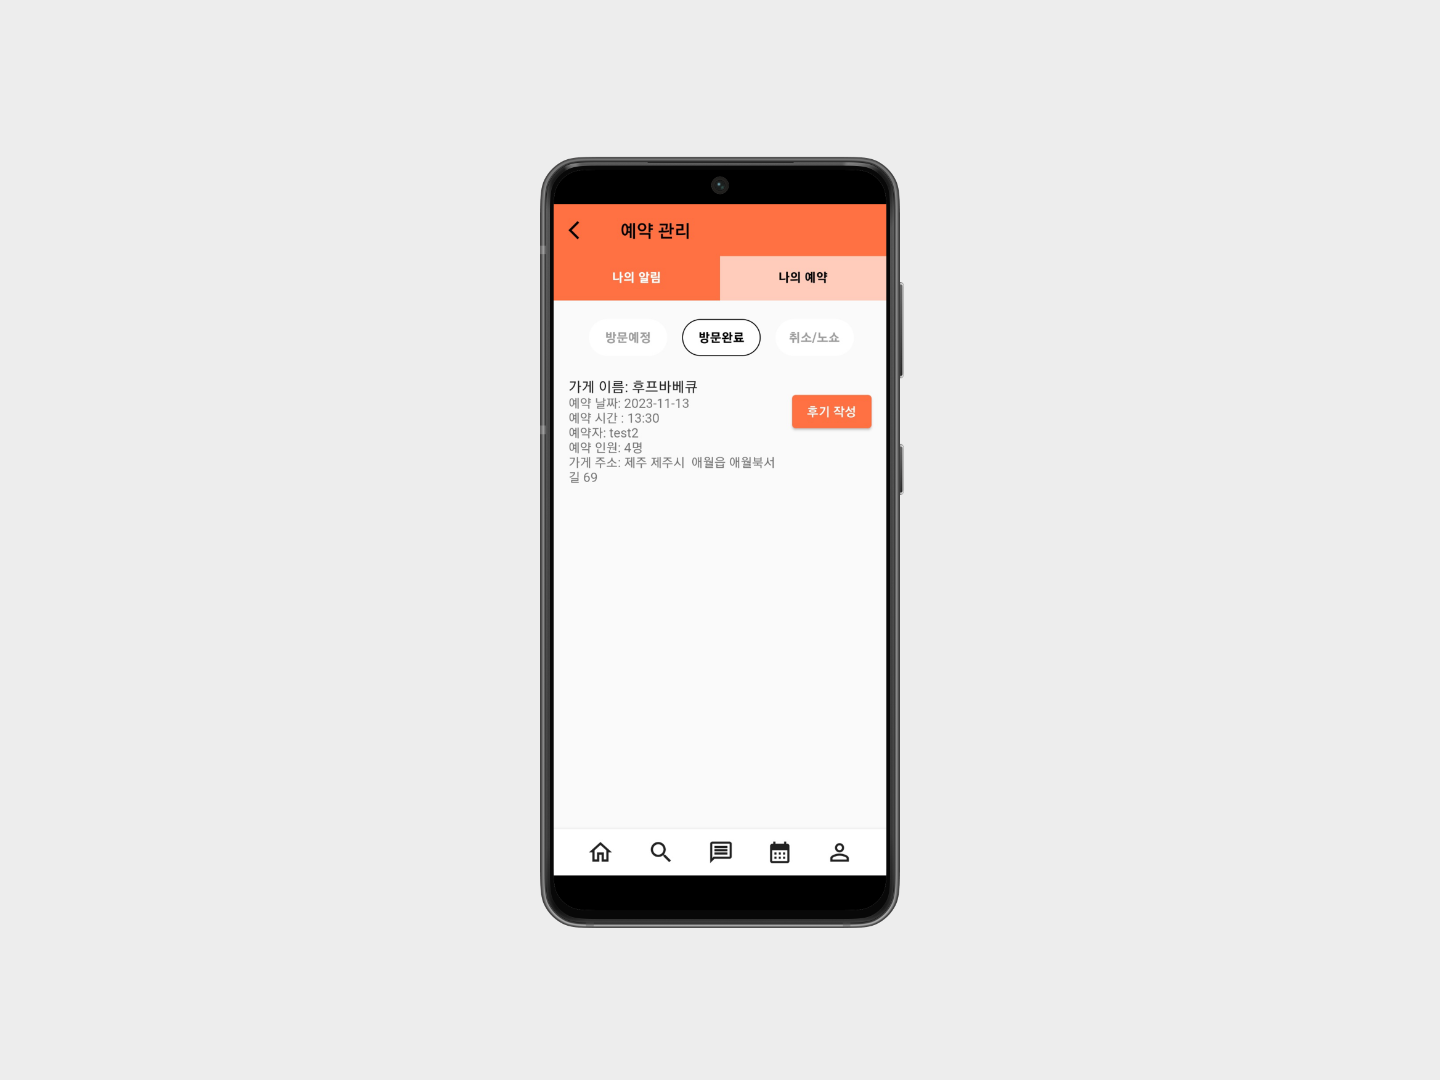 예약 관리
나의 알림
나의 예약
방문예정
방문완료
취소/노쇼
가게 이름: 후프바베큐
예약 날짜: 2023-11-13
예약 시간 : 13:30
예약자: test2
예약 인원: 4명
가게 주소: 제주 제주시  애월읍 애월북서
길 69
후기 작성